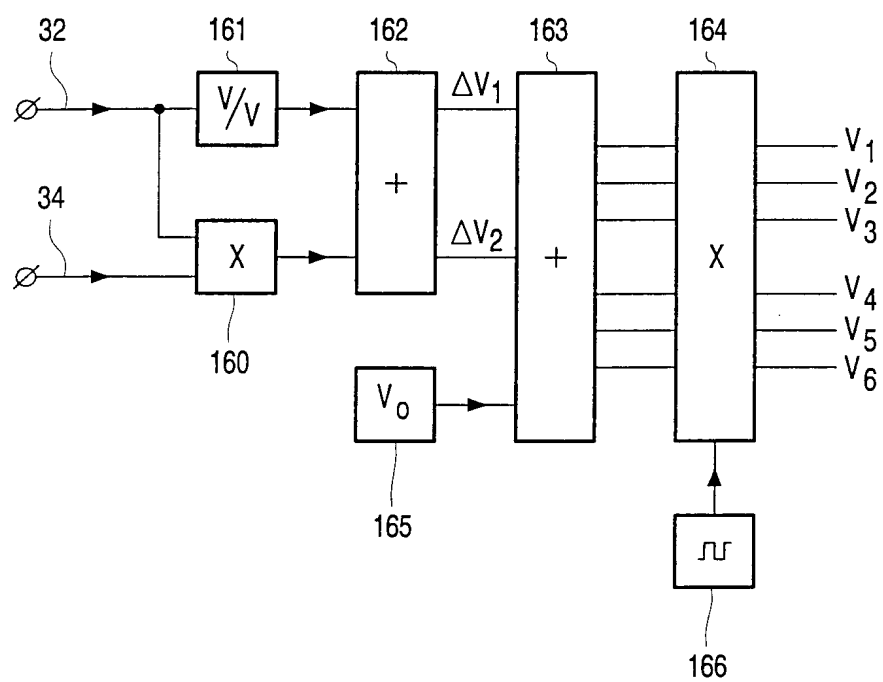 32 161 162 163 164
V/V ΔV1
V1
+ V2
34 V3
X ΔV2 + X
V4
160 V5
V0 V6
165
166